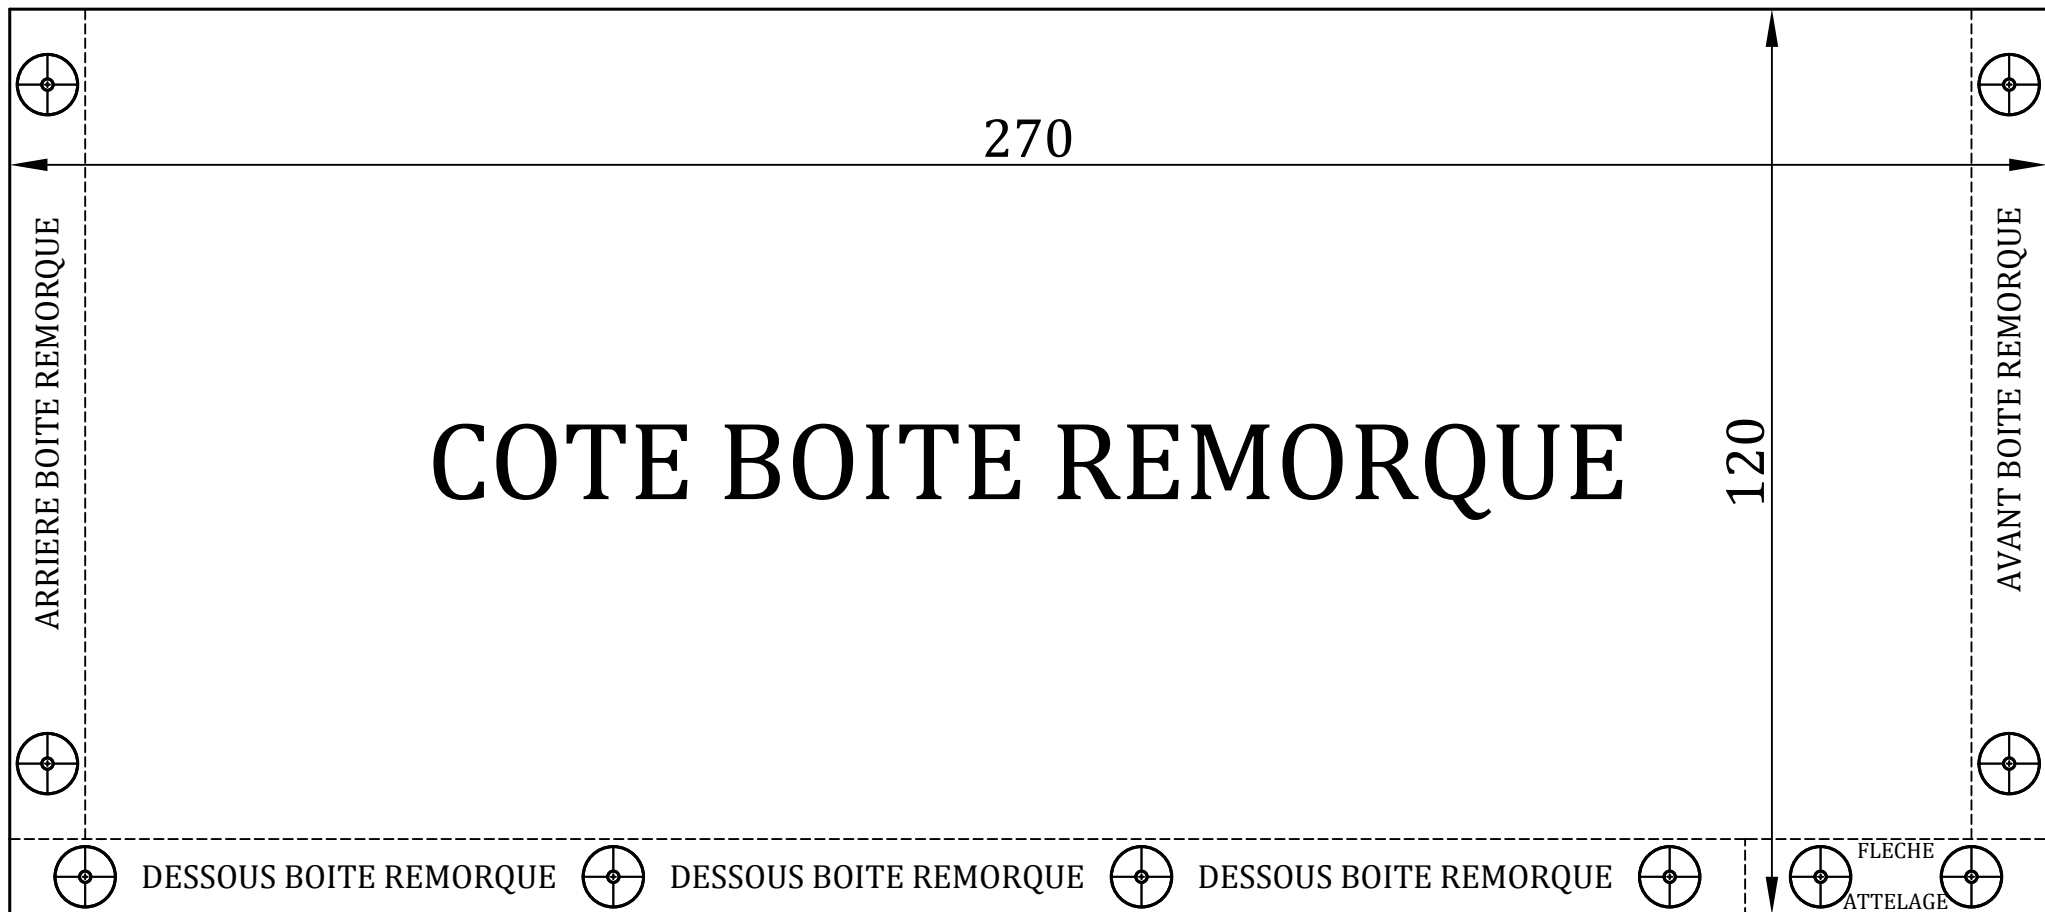 270
ARRIERE BOITE REMORQUE
AVANT BOITE REMORQUE
COTE BOITE REMORQUE
120
DESSOUS BOITE REMORQUE
DESSOUS BOITE REMORQUE
DESSOUS BOITE REMORQUE
FLECHE
ATTELAGE